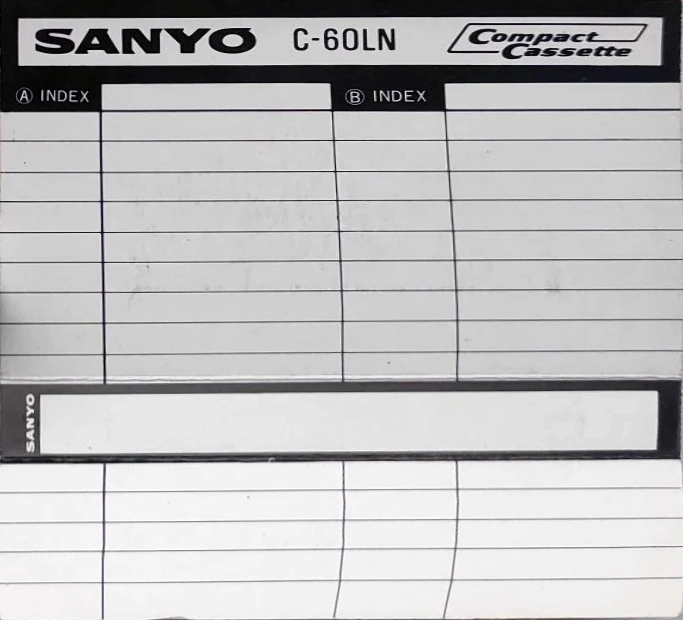 SANYO C-60LN Compact Cassette
Ⓐ INDEX Ⓑ INDEX
SANYO